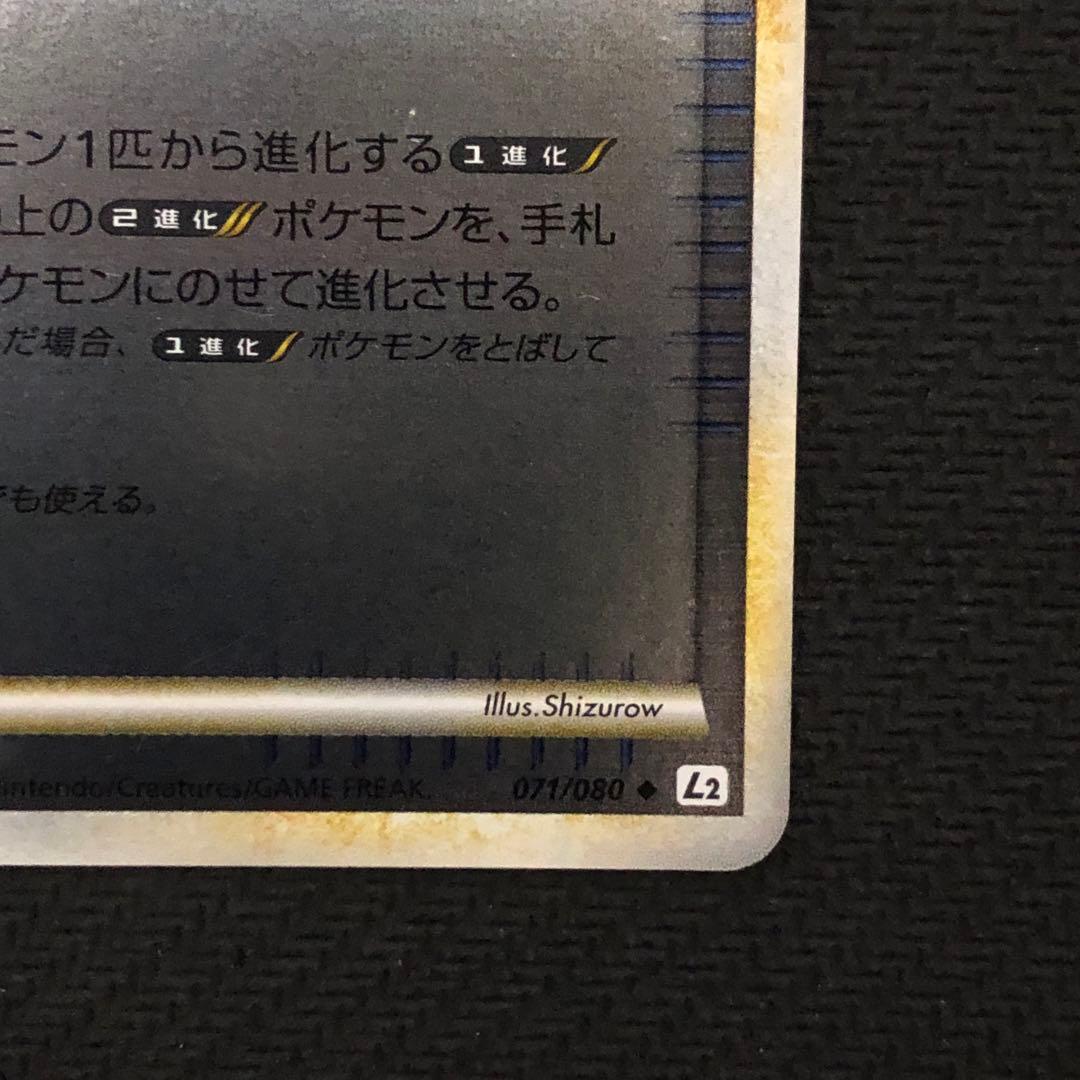 モン1匹から進化する 1 進 化
上の 2 進 化 ポケモンを、手札
ケモンにのせて進化させる。
だ場合、 1 進 化 ポケモンをとばして
でも使える。
Illus.Shizurow
intendo/Creatures/GAME FREAK 071/080 ◆ L2